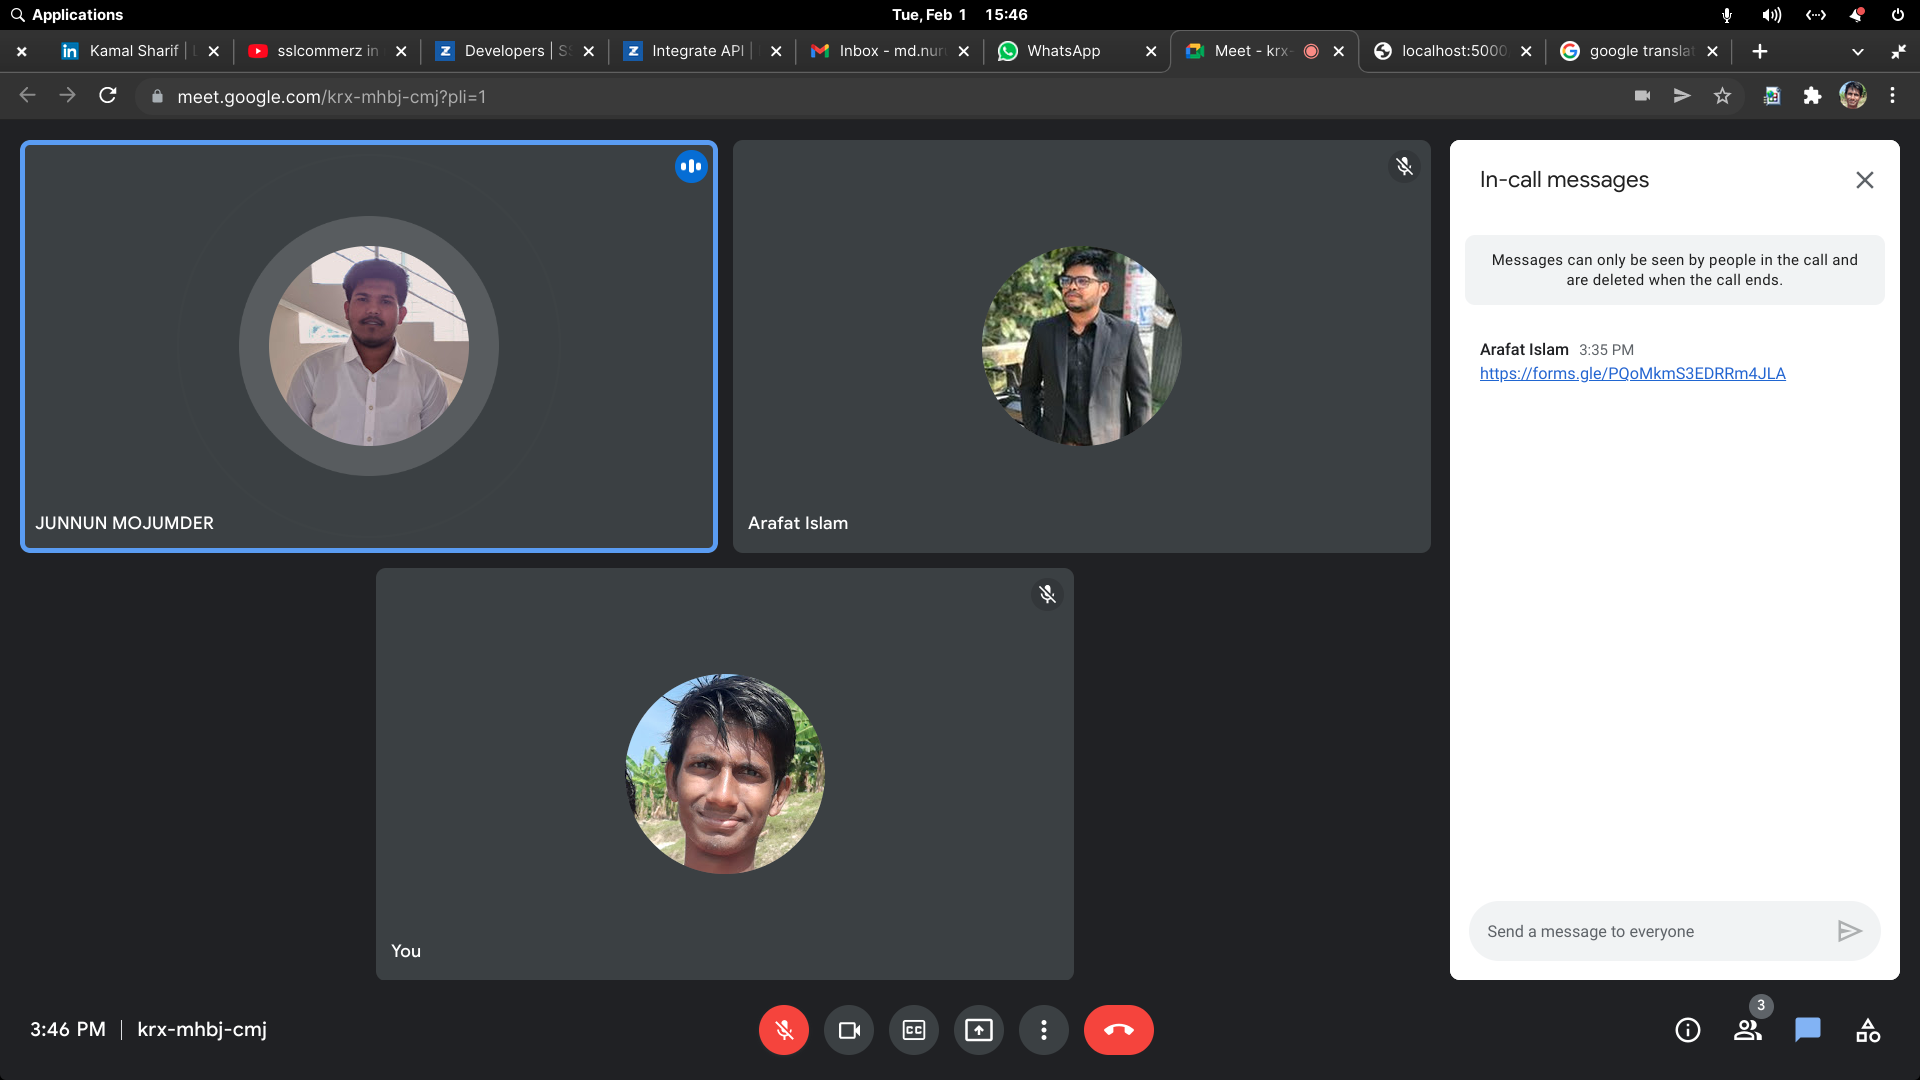 Applications
Tue, Feb 1 15:46
Kamal Sharif
sslcommerz in
Developers
Integrate API
Inbox - md.nur
WhatsApp
Meet - krx-
localhost:5000
google translat
meet.google.com/krx-mhbj-cmj?pli=1
JUNNUN MOJUMDER
Arafat Islam
You
In-call messages
Messages can only be seen by people in the call and
are deleted when the call ends.
Arafat Islam 3:35 PM
https://forms.gle/PQoMkmS3EDRRm4JLA
Send a message to everyone
3:46 PM | krx-mhbj-cmj
CC
3